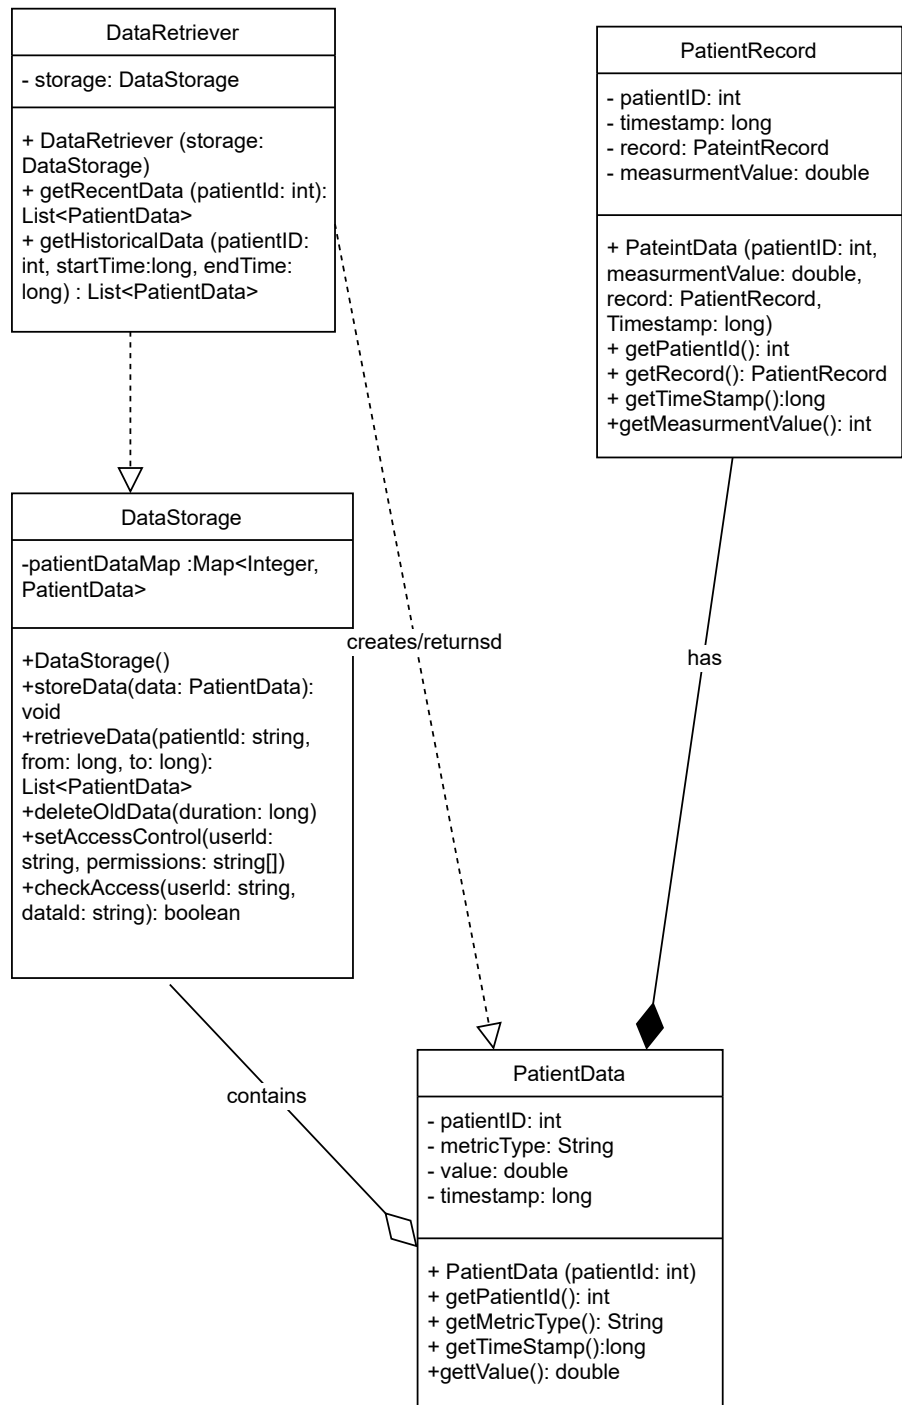 DataRetriever
- storage: DataStorage
+ DataRetriever (storage:
DataStorage)
+ getRecentData (patientId: int):
List<PatientData>
+ getHistoricalData (patientID:
int, startTime:long, endTime:
long) : List<PatientData>
PatientRecord
- patientID: int
- timestamp: long
- record: PateintRecord
- measurmentValue: double
+ PateintData (patientID: int,
measurmentValue: double,
record: PatientRecord,
Timestamp: long)
+ getPatientId(): int
+ getRecord(): PatientRecord
+ getTimeStamp():long
+getMeasurmentValue(): int
DataStorage
-patientDataMap :Map<Integer,
PatientData>
+DataStorage()
+storeData(data: PatientData):
void
+retrieveData(patientId: string,
from: long, to: long):
List<PatientData>
+deleteOldData(duration: long)
+setAccessControl(userId:
string, permissions: string[])
+checkAccess(userId: string,
dataId: string): boolean
creates/returnsd
has
contains
PatientData
- patientID: int
- metricType: String
- value: double
- timestamp: long
+ PatientData (patientId: int)
+ getPatientId(): int
+ getMetricType(): String
+ getTimeStamp():long
+gettValue(): double